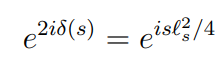 e^{2iδ(s)} = e^{isℓ_s^2/4}